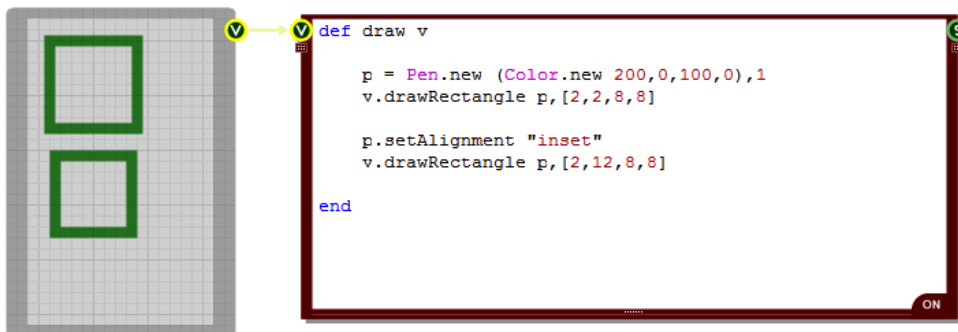 V
V def draw v
S
p = Pen.new (Color.new 200,0,100,0),1
v.drawRectangle p,[2,2,8,8]
p.setAlignment "inset"
v.drawRectangle p,[2,12,8,8]
end
ON